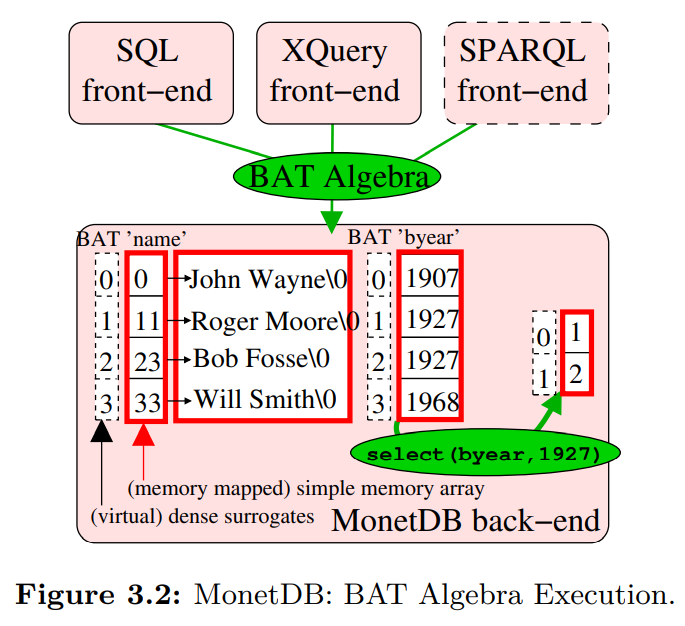 SQL
front−end
XQuery
front−end
SPARQL
front−end
BAT Algebra
BAT 'name'
BAT 'byear'
0 0 John Wayne\0 0 1907
1 11 Roger Moore\0 1 1927
2 23 Bob Fosse\0 2 1927
3 33 Will Smith\0 3 1968
0 1
1 2
select(byear,1927)
(memory mapped) simple memory array
(virtual) dense surrogates
MonetDB back−end
Figure 3.2: MonetDB: BAT Algebra Execution.